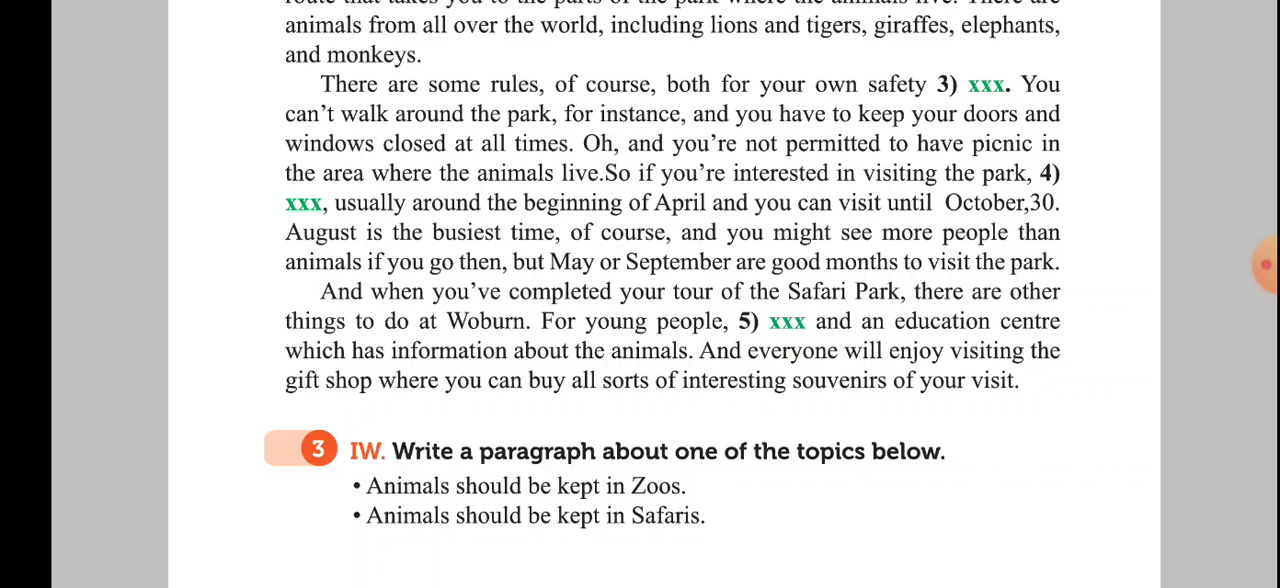 animals from all over the world, including lions and tigers, giraffes, elephants,
and monkeys.
There are some rules, of course, both for your own safety 3) xxx. You
can’t walk around the park, for instance, and you have to keep your doors and
windows closed at all times. Oh, and you’re not permitted to have picnic in
the area where the animals live.So if you’re interested in visiting the park, 4)
xxx, usually around the beginning of April and you can visit until October,30.
August is the busiest time, of course, and you might see more people than
animals if you go then, but May or September are good months to visit the park.
And when you’ve completed your tour of the Safari Park, there are other
things to do at Woburn. For young people, 5) xxx and an education centre
which has information about the animals. And everyone will enjoy visiting the
gift shop where you can buy all sorts of interesting souvenirs of your visit.
3 IW. Write a paragraph about one of the topics below.
• Animals should be kept in Zoos.
• Animals should be kept in Safaris.